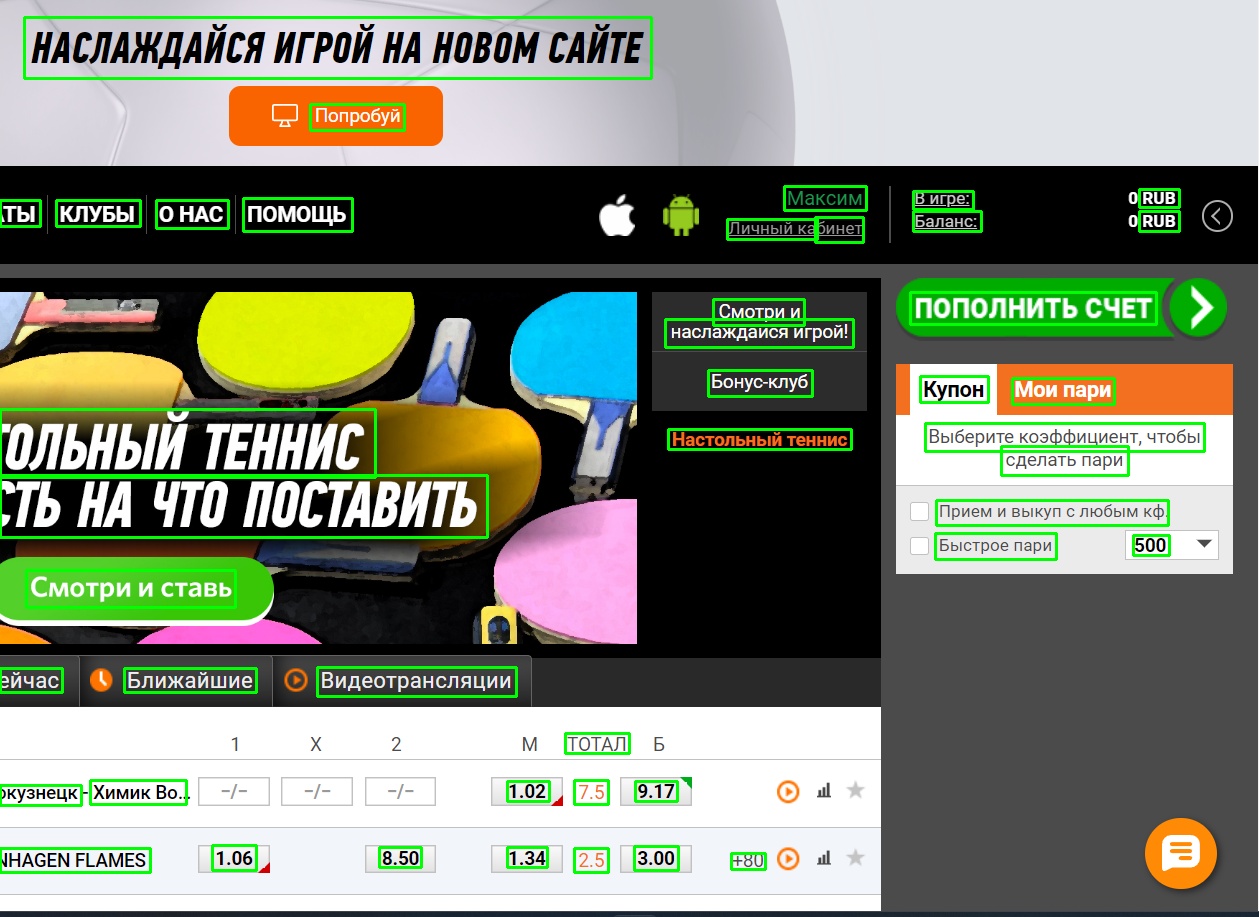 НАСЛАЖДАЙСЯ ИГРОЙ НА НОВОМ САЙТЕ
Попробуй
КЛУБЫ О НАС ПОМОЩЬ
Максим
Личный кабинет
В игре: 0 RUB
Баланс: 0 RUB
ПОПОЛНИТЬ СЧЕТ
Смотри и
наслаждайся игрой!
Бонус-клуб
Настольный теннис
ТОЛЬНЫЙ ТЕННИС
СТЬ НА ЧТО ПОСТАВИТЬ
Смотри и ставь
Купон Мои пари
Выберите коэффициент, чтобы
сделать пари
Прием и выкуп с любым кф.
Быстрое пари 500
ейчас Ближайшие Видеотрансляции
1 X 2 М ТОТАЛ Б
окузнецк - Химик Во... –/– –/– –/– 1.02 7.5 9.17
NHAGEN FLAMES 1.06 8.50 1.34 2.5 3.00 +80